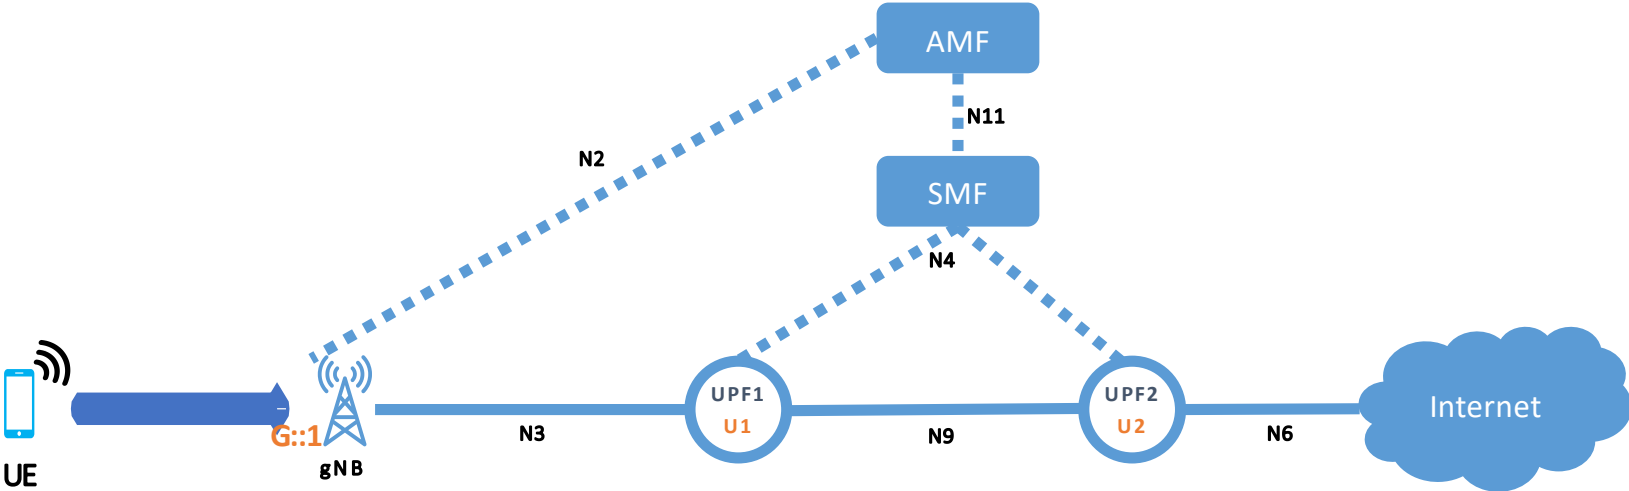 AMF
N11
N2
SMF
N4
UPF1
U1
UPF2
U2
Internet
G::1
N3
N9
N6
gNB
UE